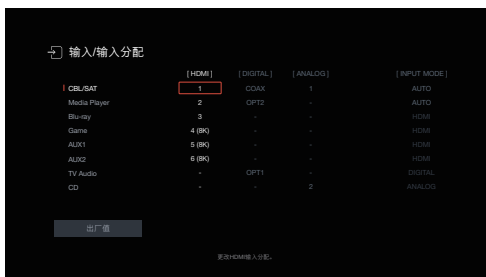 输入/输入分配
[ HDMI ] [ DIGITAL ] [ ANALOG ] [ INPUT MODE ]
CBL/SAT 1 COAX 1 AUTO
Media Player 2 OPT2 - AUTO
Blu-ray 3 - - HDMI
Game 4 (8K) - - HDMI
AUX1 5 (8K) - - HDMI
AUX2 6 (8K) - - HDMI
TV Audio - OPT1 - DIGITAL
CD - - 2 ANALOG
出厂值
更改HDMI输入分配。